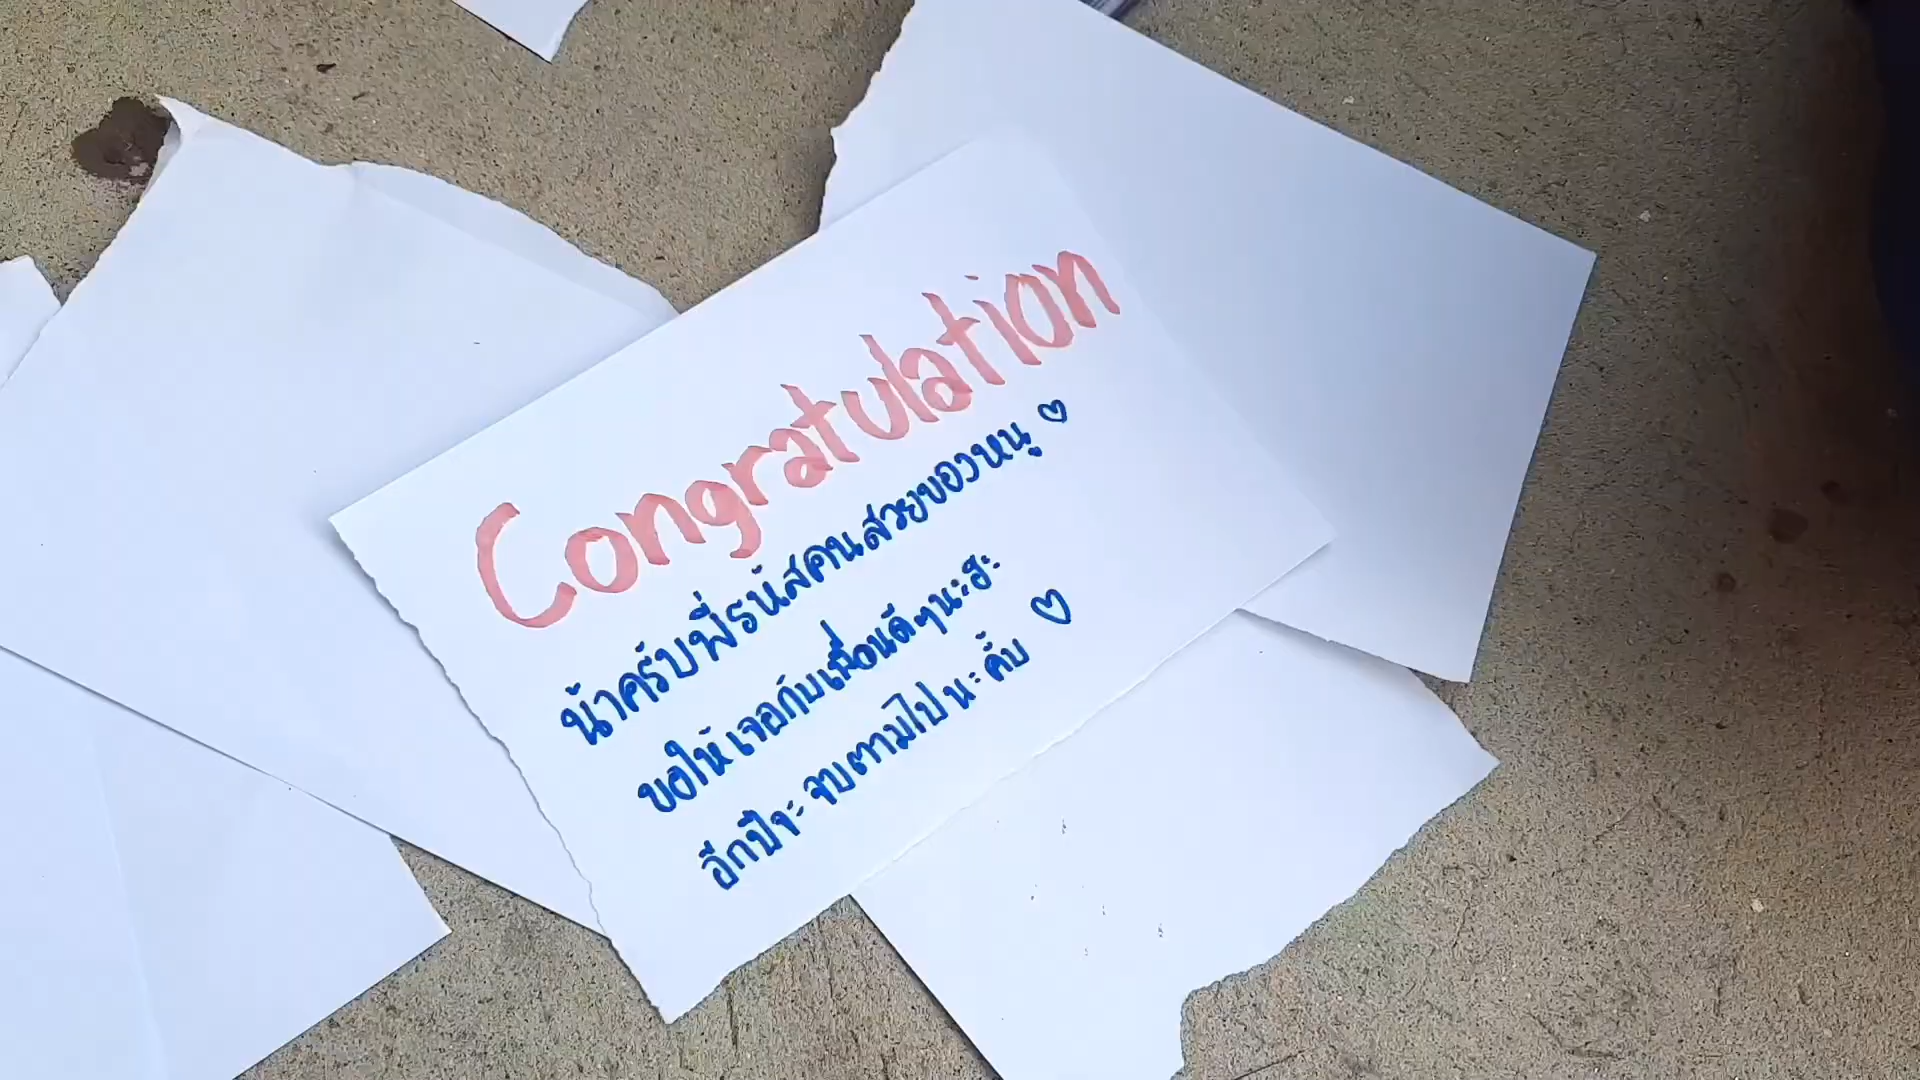 Congratulation
น้าครับพี่รหัสคนสวยของหนู ♡
ขอให้เจอกับเพื่อนดีๆนะฮะ
อีกปีจะจบตามไปนะคั้บ ♡